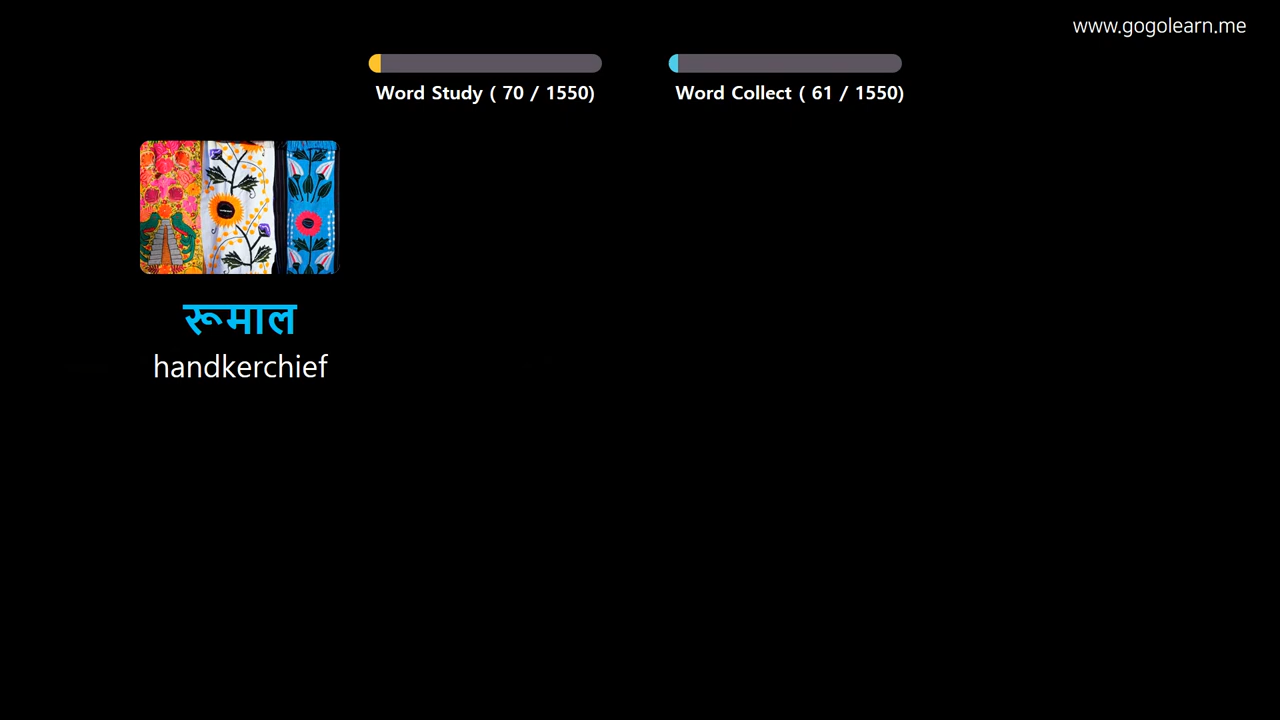 www.gogolearn.me
Word Study ( 70 / 1550)
Word Collect ( 61 / 1550)
रूमाल
handkerchief